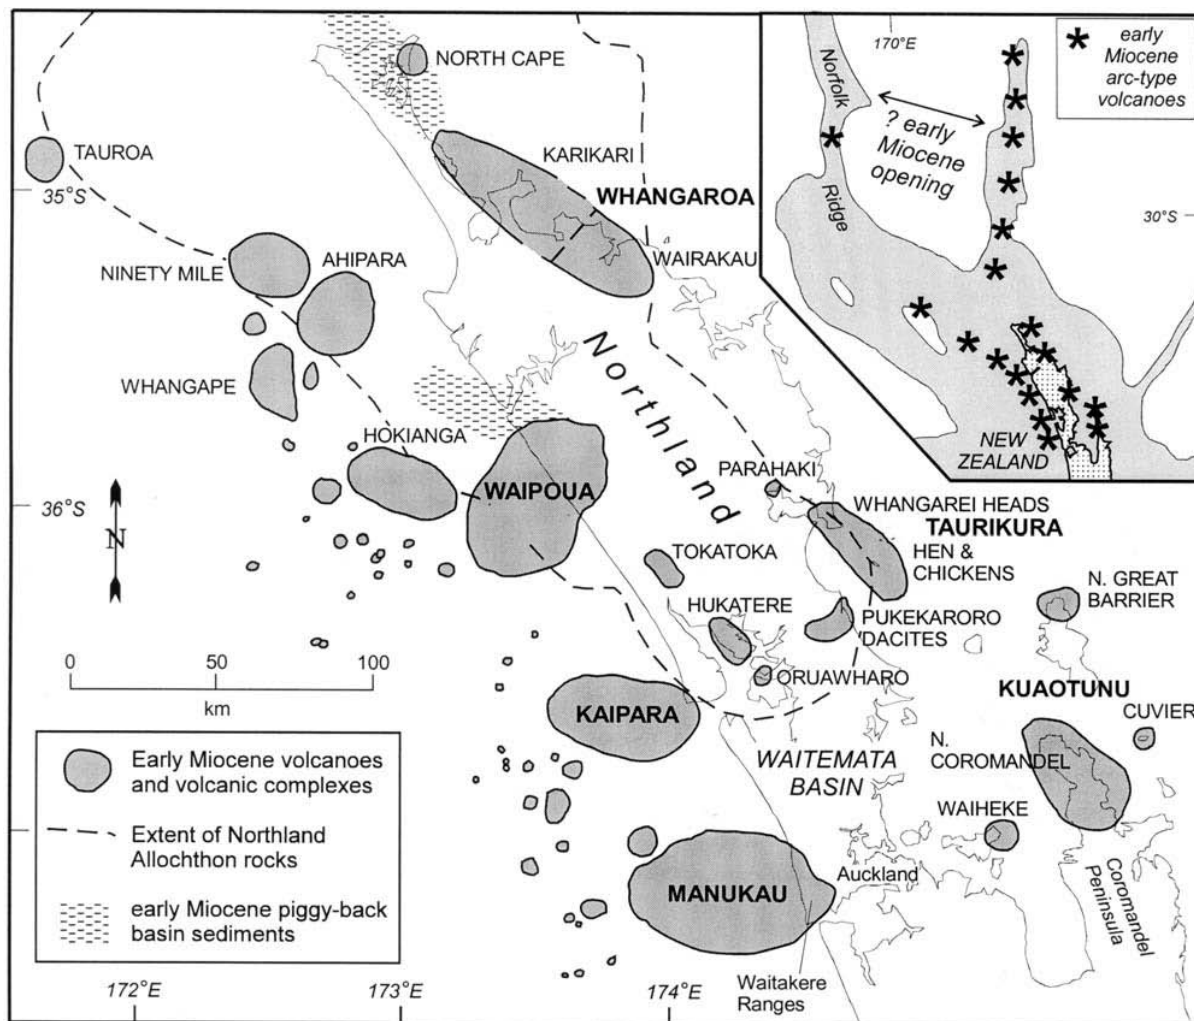 NORTH CAPE
TAUROA
35°S
KARIKARI
WHANGAROA
WAIRAKAU
NINETY MILE
AHIPARA
WHANGAPE
HOKIANGA
WAIPOUA
Northland
36°S
N
PARAHAKI
WHANGAREI HEADS
TAURIKURA
HEN &
CHICKENS
TOKATOKA
HUKATERE
PUKEKARORO
DACITES
ORUAWHARO
N. GREAT
BARRIER
KUAOTUNU
CUVIER
N.
COROMANDEL
KAIPARA
WAITEMATA
BASIN
WAIHEKE
MANUKAU
Auckland
Coromandel
Peninsula
Waitakere
Ranges
0 50 100
km
Early Miocene volcanoes
and volcanic complexes
Extent of Northland
Allochthon rocks
early Miocene piggy-back
basin sediments
172°E
173°E
174°E
170°E
early
Miocene
arc-type
volcanoes
Norfolk
Ridge
? early
Miocene
opening
30°S
NEW
ZEALAND